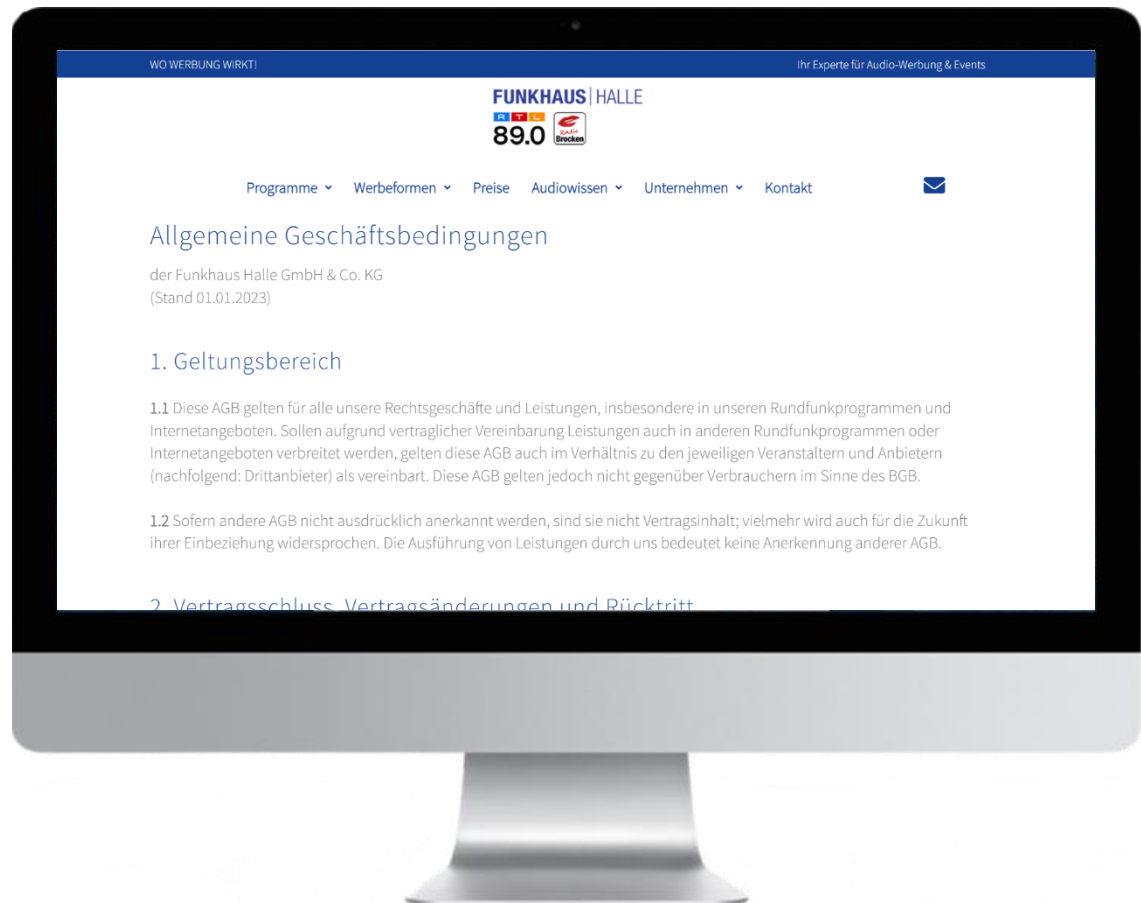 WO WERBUNG WIRKT!
Ihr Experte für Audio-Werbung & Events
FUNKHAUS | HALLE
R T L
89.0
Radio
Brocken
Programme Werbeformen Preise Audiowissen Unternehmen Kontakt
Allgemeine Geschäftsbedingungen
der Funkhaus Halle GmbH & Co. KG
(Stand 01.01.2023)
1. Geltungsbereich
1.1 Diese AGB gelten für alle unsere Rechtsgeschäfte und Leistungen, insbesondere in unseren Rundfunkprogrammen und
Internetangeboten. Sollen aufgrund vertraglicher Vereinbarung Leistungen auch in anderen Rundfunkprogrammen oder
Internetangeboten verbreitet werden, gelten diese AGB auch im Verhältnis zu den jeweiligen Veranstaltern und Anbietern
(nachfolgend: Drittanbieter) als vereinbart. Diese AGB gelten jedoch nicht gegenüber Verbrauchern im Sinne des BGB.
1.2 Sofern andere AGB nicht ausdrücklich anerkannt werden, sind sie nicht Vertragsinhalt; vielmehr wird auch für die Zukunft
ihrer Einbeziehung widersprochen. Die Ausführung von Leistungen durch uns bedeutet keine Anerkennung anderer AGB.
2. Vertragsschluss, Vertragsänderungen und Rücktritt